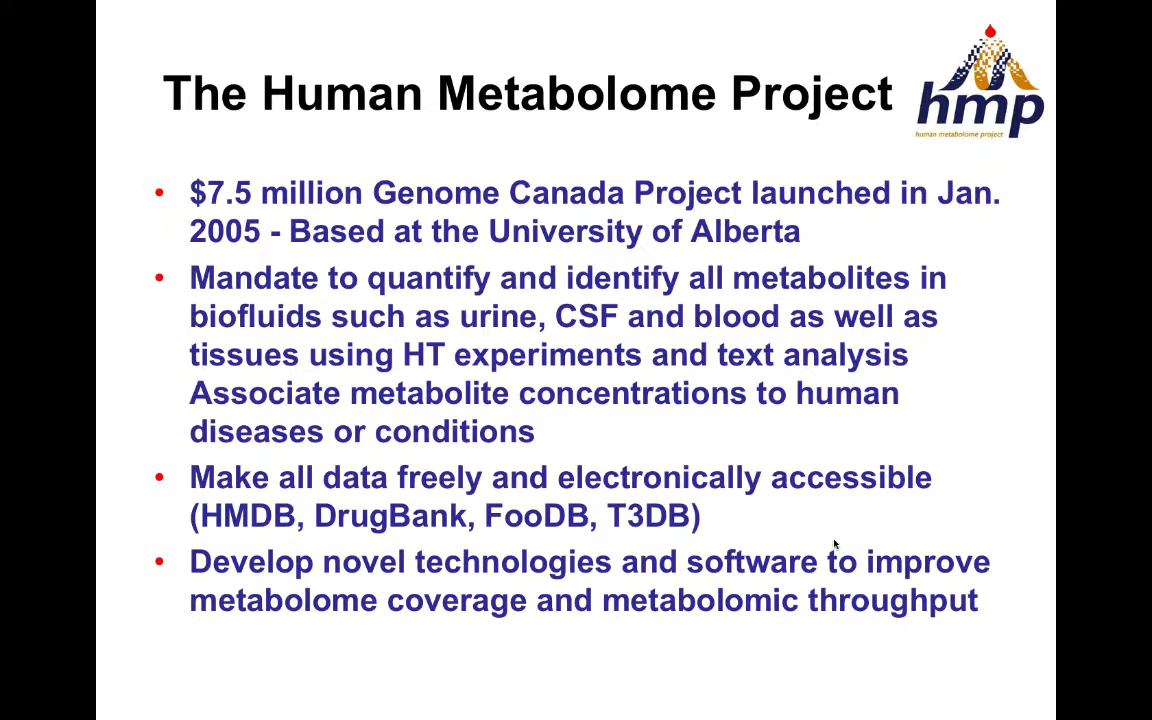 The Human Metabolome Project
hmp
human metabolome project
• $7.5 million Genome Canada Project launched in Jan.
2005 - Based at the University of Alberta
• Mandate to quantify and identify all metabolites in
biofluids such as urine, CSF and blood as well as
tissues using HT experiments and text analysis
Associate metabolite concentrations to human
diseases or conditions
• Make all data freely and electronically accessible
(HMDB, DrugBank, FooDB, T3DB)
• Develop novel technologies and software to improve
metabolome coverage and metabolomic throughput